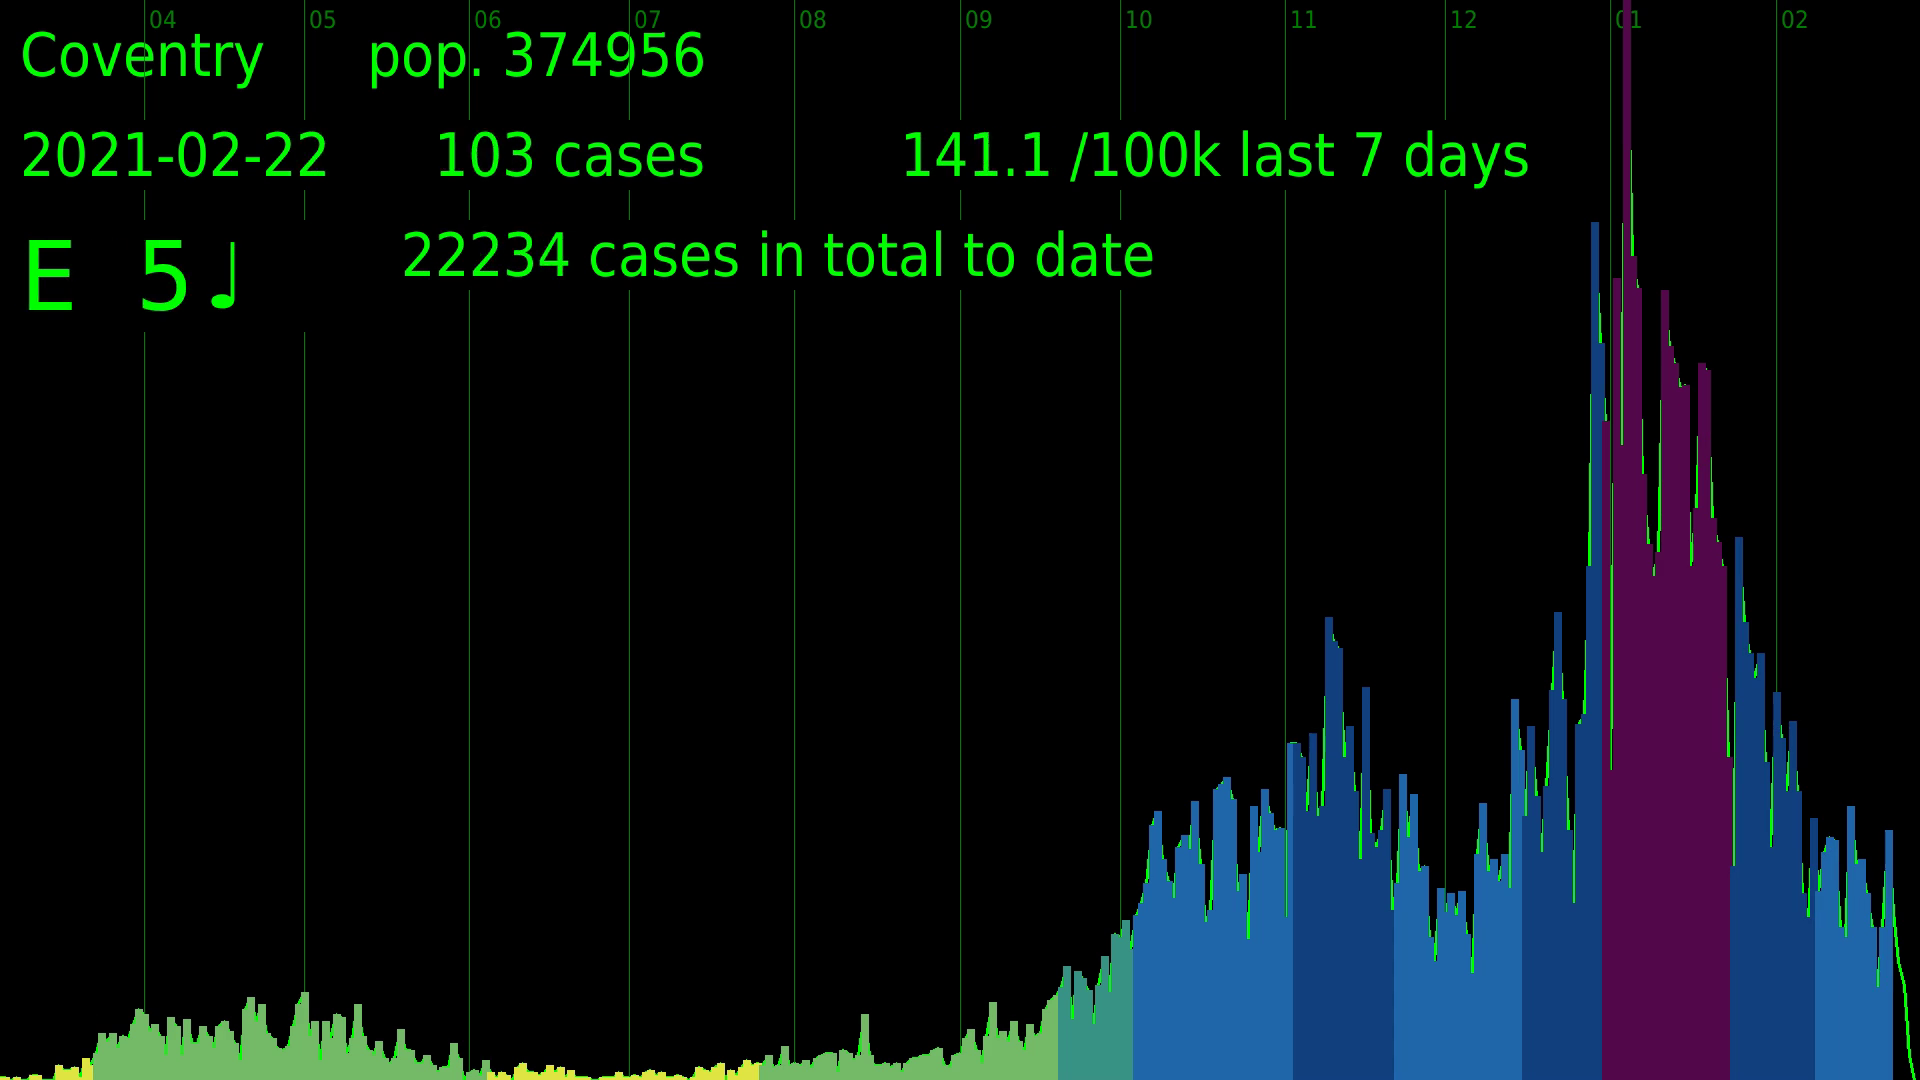 04 05 06 07 08 09 10 11 12 01 02
Coventry pop. 374956
2021-02-22 103 cases 141.1 /100k last 7 days
E 5♩ 22234 cases in total to date